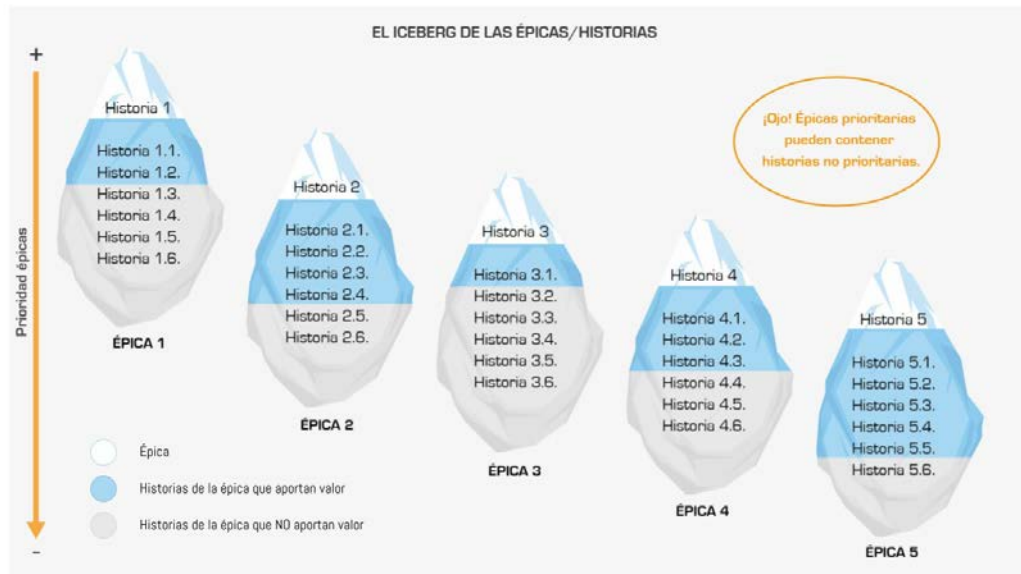 EL ICEBERG DE LAS ÉPICAS/HISTORIAS
+
Prioridad épicas
-
Historia 1
Historia 1.1.
Historia 1.2.
Historia 1.3.
Historia 1.4.
Historia 1.5.
Historia 1.6.
ÉPICA 1
Historia 2
Historia 2.1.
Historia 2.2.
Historia 2.3.
Historia 2.4.
Historia 2.5.
Historia 2.6.
ÉPICA 2
Historia 3
Historia 3.1.
Historia 3.2.
Historia 3.3.
Historia 3.4.
Historia 3.5.
Historia 3.6.
ÉPICA 3
Historia 4
Historia 4.1.
Historia 4.2.
Historia 4.3.
Historia 4.4.
Historia 4.5.
Historia 4.6.
ÉPICA 4
Historia 5
Historia 5.1.
Historia 5.2.
Historia 5.3.
Historia 5.4.
Historia 5.5.
Historia 5.6.
ÉPICA 5
¡Ojo! Épicas prioritarias
pueden contener
historias no prioritarias.
Épica
Historias de la épica que aportan valor
Historias de la épica que NO aportan valor